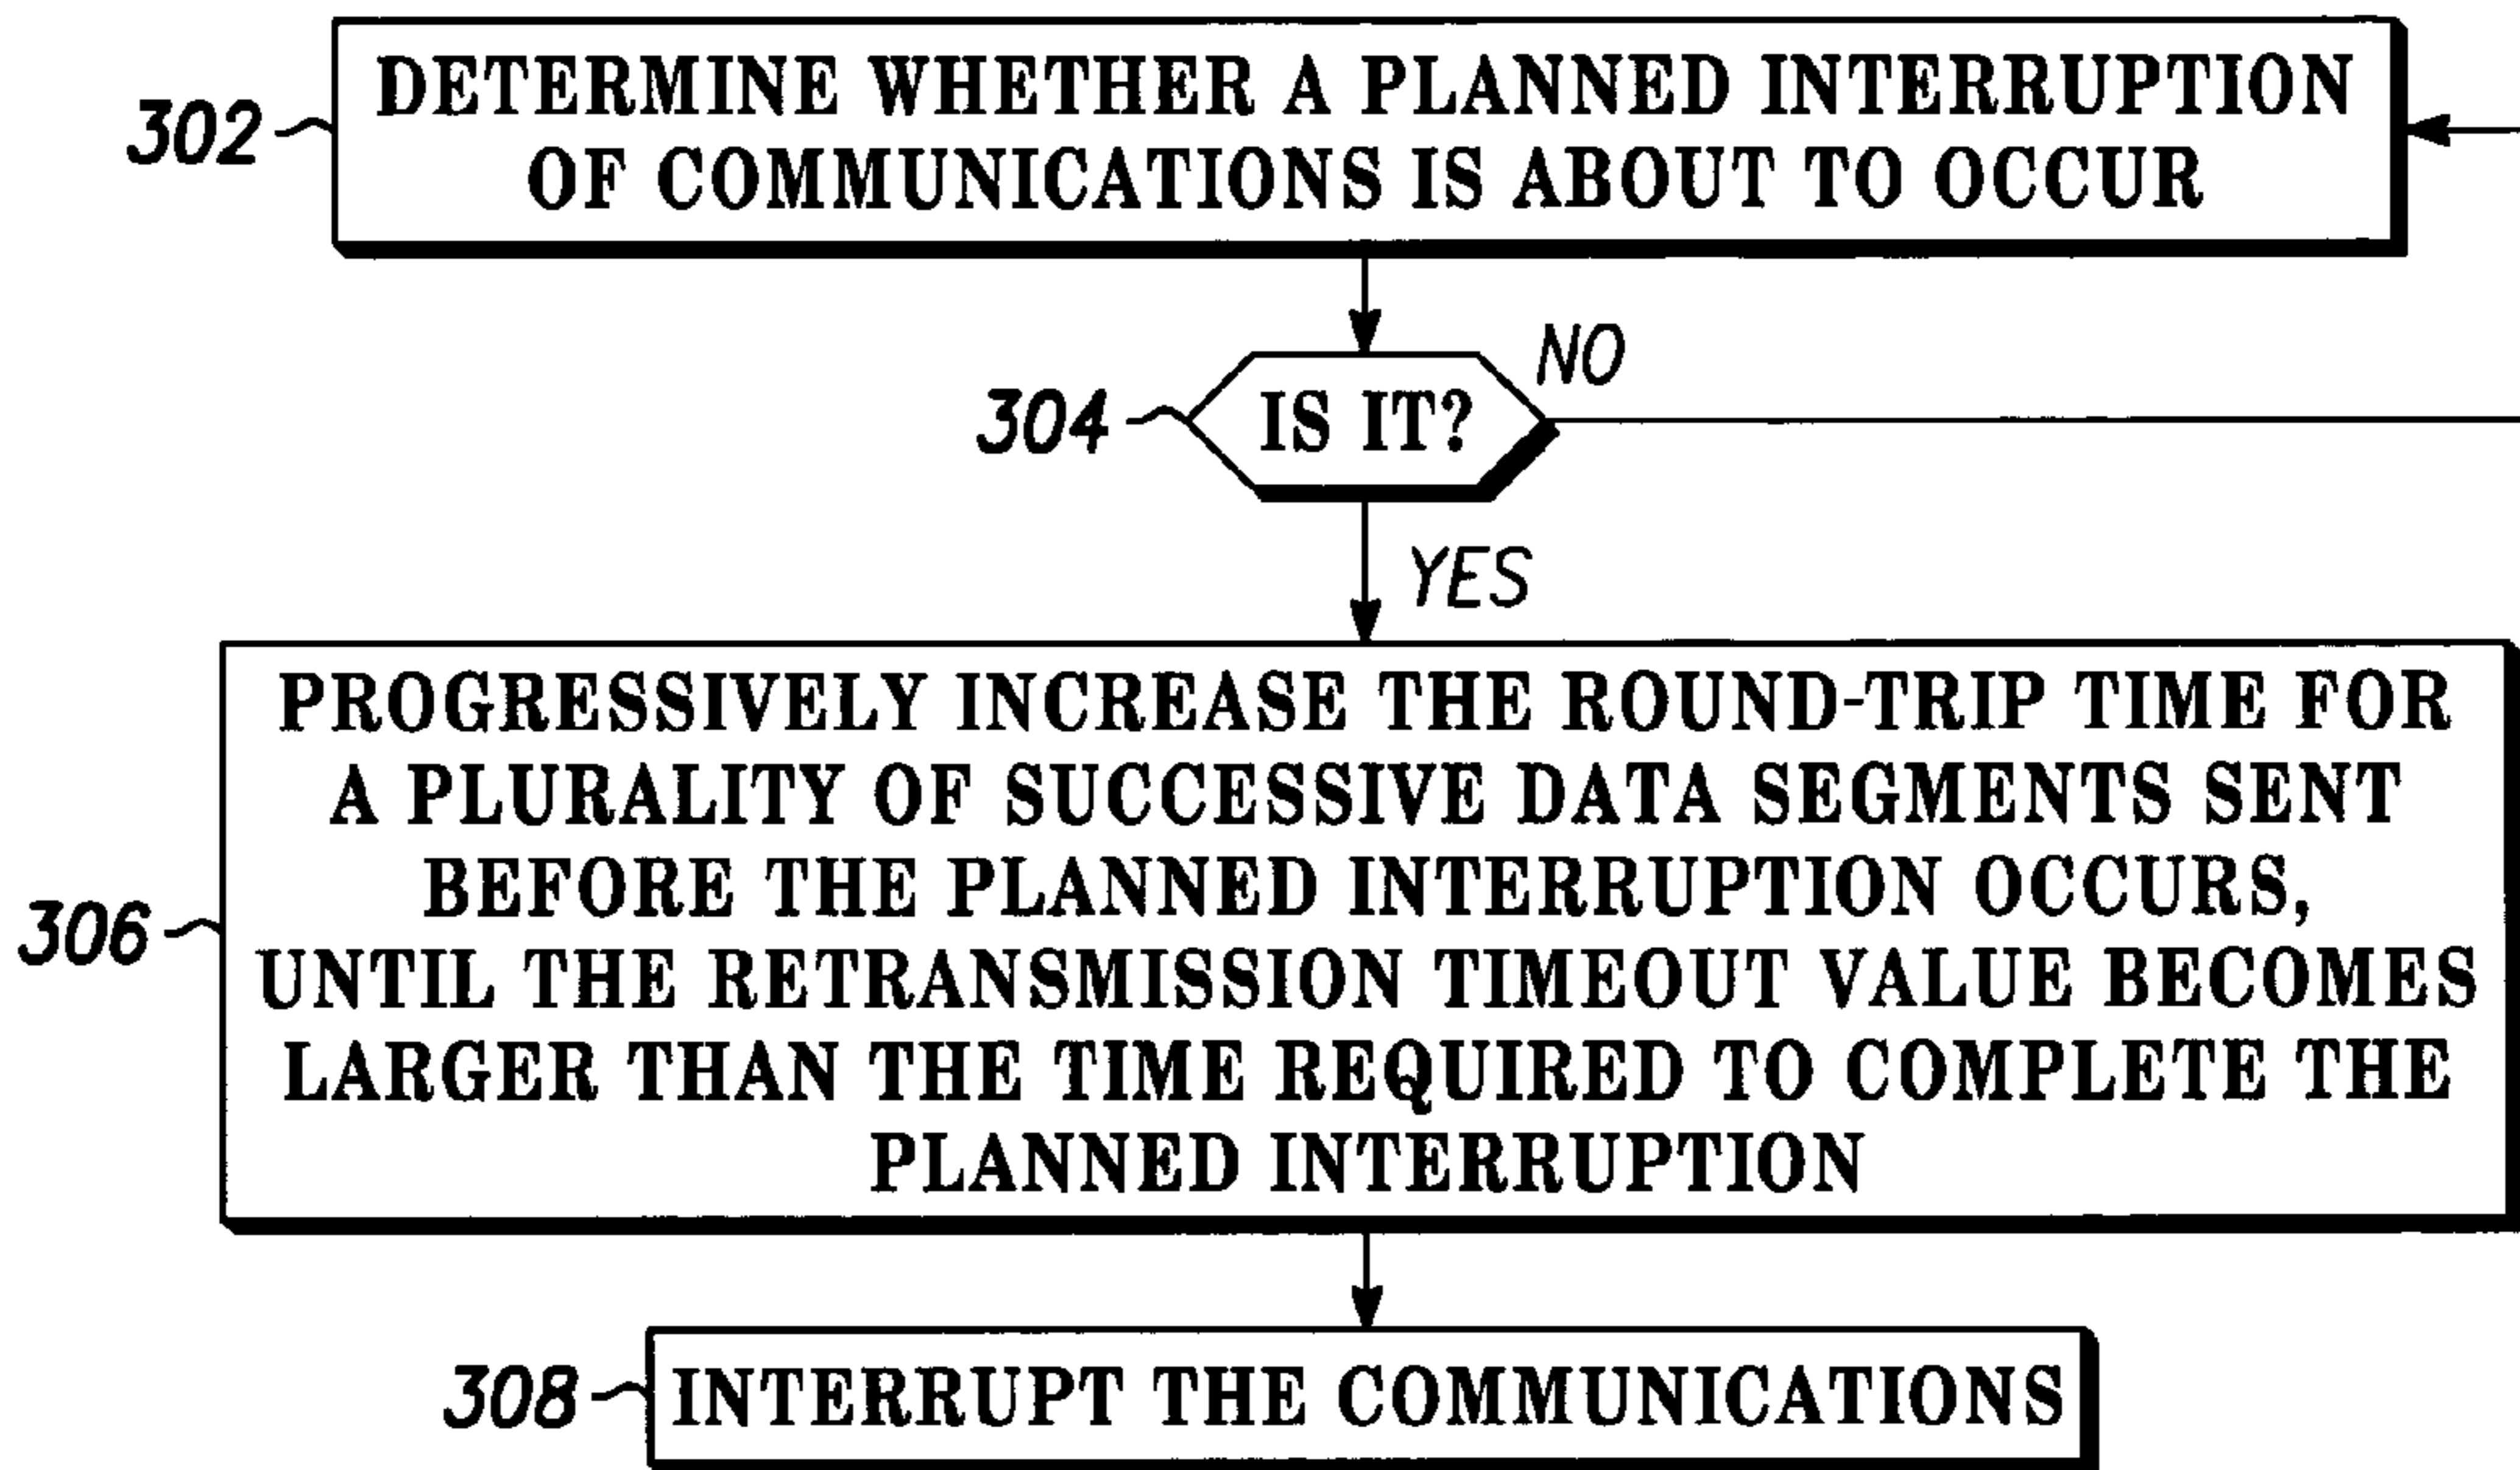 302
DETERMINE WHETHER A PLANNED INTERRUPTION
OF COMMUNICATIONS IS ABOUT TO OCCUR
304
IS IT?
NO
YES
306
PROGRESSIVELY INCREASE THE ROUND-TRIP TIME FOR
A PLURALITY OF SUCCESSIVE DATA SEGMENTS SENT
BEFORE THE PLANNED INTERRUPTION OCCURS,
UNTIL THE RETRANSMISSION TIMEOUT VALUE BECOMES
LARGER THAN THE TIME REQUIRED TO COMPLETE THE
PLANNED INTERRUPTION
308
INTERRUPT THE COMMUNICATIONS